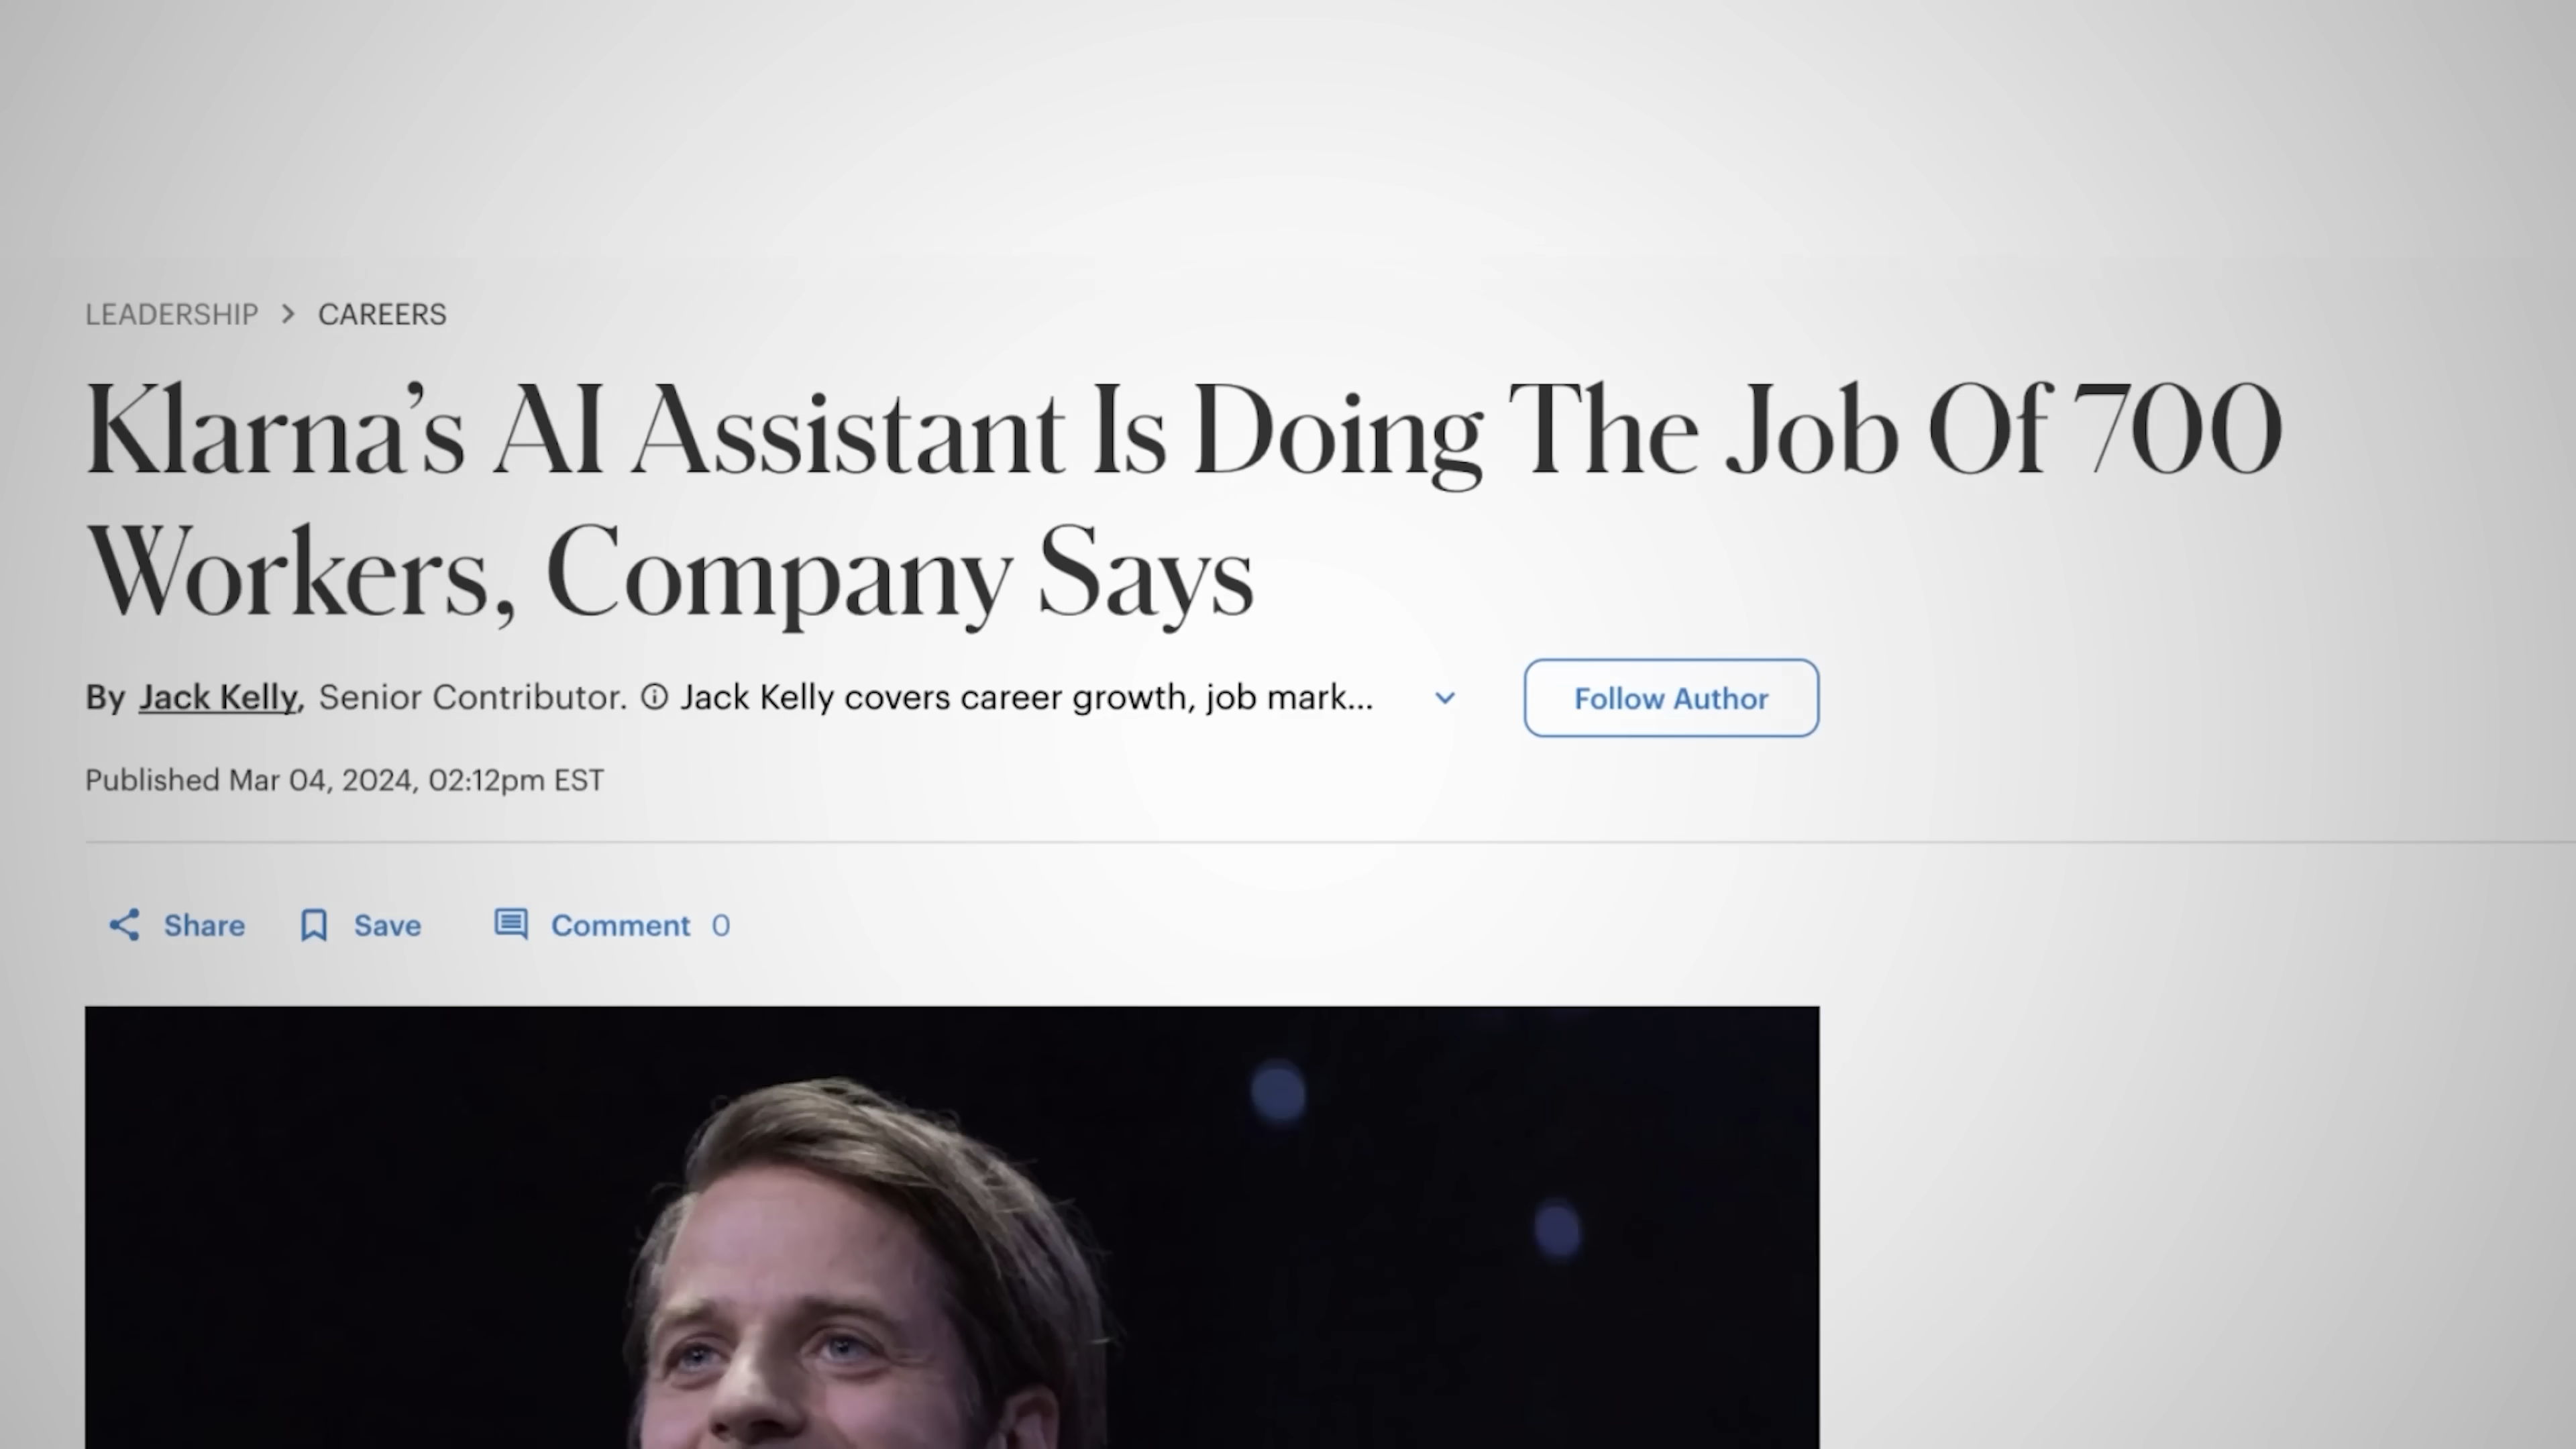 LEADERSHIP > CAREERS
Klarna’s AI Assistant Is Doing The Job Of 700
Workers, Company Says
By Jack Kelly, Senior Contributor. Jack Kelly covers career growth, job mark...
Follow Author
Published Mar 04, 2024, 02:12pm EST
Share Save Comment 0